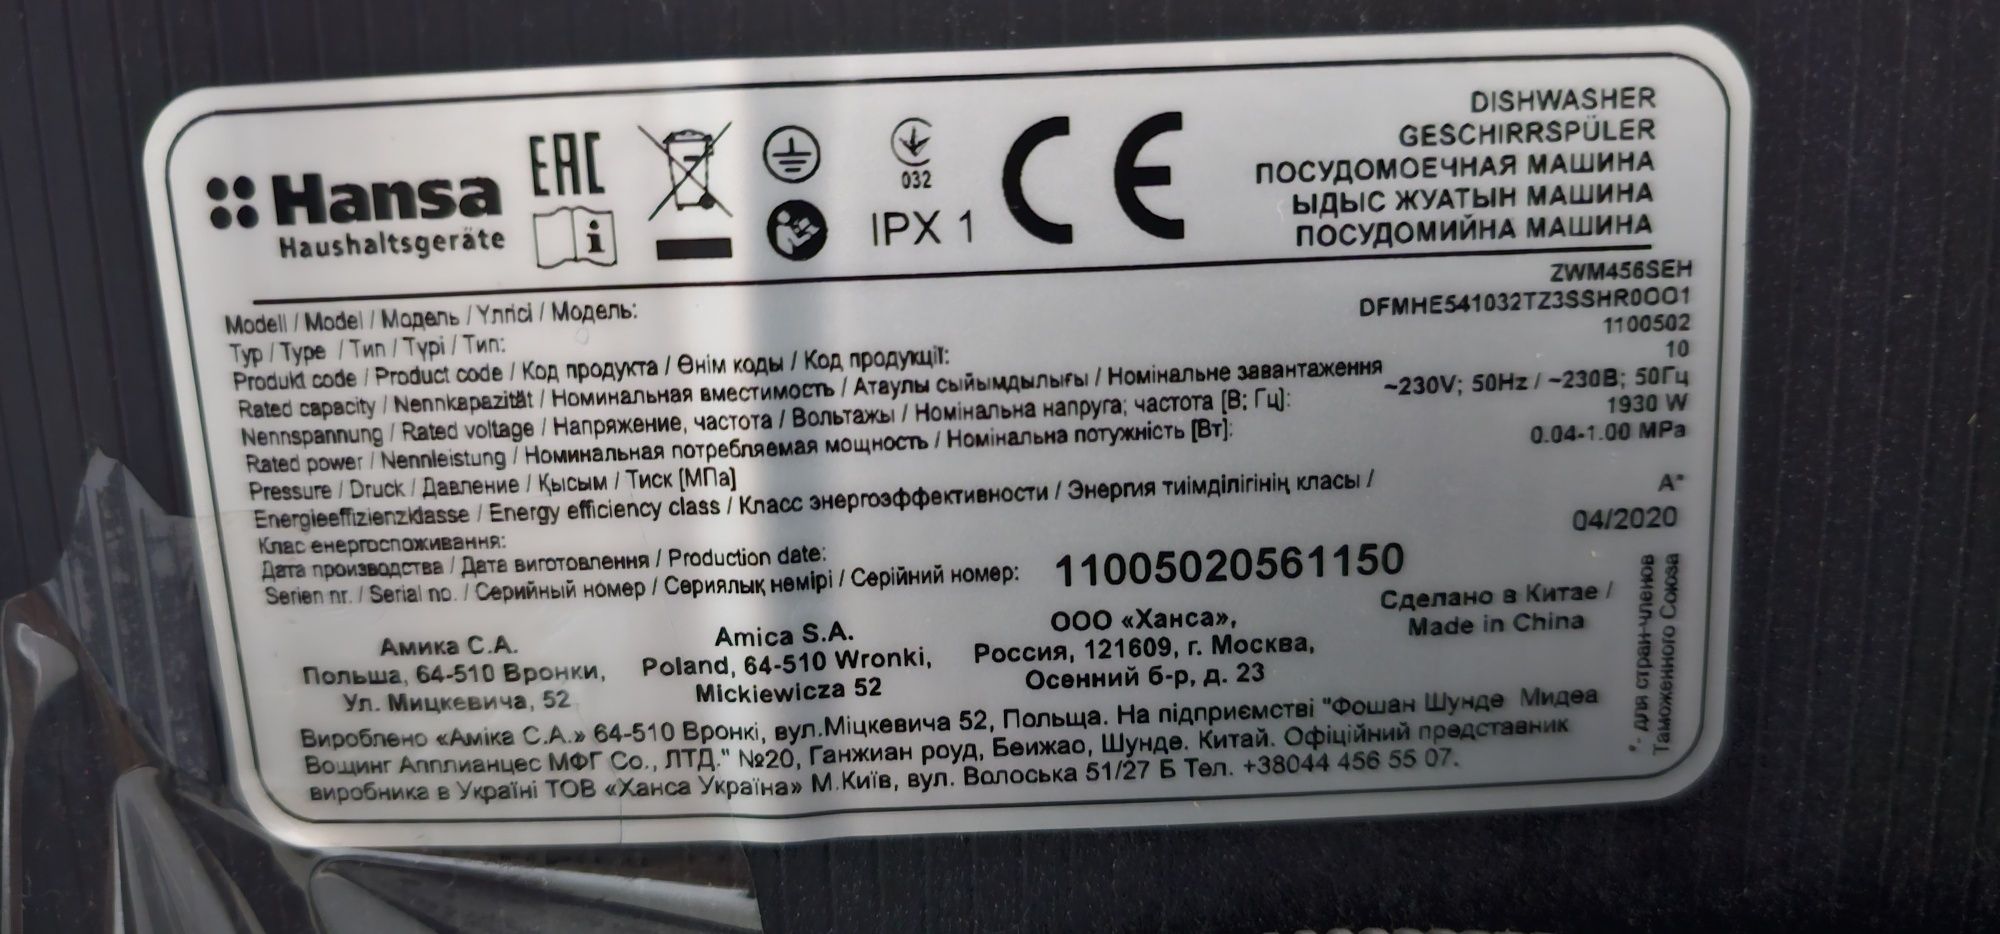 Hansa
Haushaltsgeräte
EAC
i
032
IPX 1
CE
DISHWASHER
GESCHIRRSPÜLER
ПОСУДОМОЕЧНАЯ МАШИНА
ЫДЫС ЖУАТЫН МАШИНА
ПОСУДОМИЙНА МАШИНА
Modell / Model / Модель / Үлгісі / Модель: ZWM456SEH
Typ / Type / Тип / Typi / Тип: DFMHE541032TZ3SSHR0OO1
Produkt code / Product code / Код продукта / Өнім коды / Код продукції: 1100502
Rated capacity / Nennkapazität / Номинальная вместимость / Атаулы сыйымдылығы / Номінальне завантаження 10
Nennspannung / Rated voltage / Напряжение, частота / Вольтажы / Номінальна напруга; частота [В; Гц]: ~230V; 50Hz / ~230В; 50Гц
Rated power / Nennleistung / Номинальная потребляемая мощность / Номінальна потужність [Вт]: 1930 W
Pressure / Druck / Давление / Қысым / Тиск [МПа] 0.04-1.00 MPa
Energieeffizienzklasse / Energy efficiency class / Класс энергоэффективности / Энергия тиімділігінің класы / A*
Клас енергоспоживання:
Дата производства / Дата виготовлення / Production date: 04/2020
Serien nr. / Serial no. / Серийный номер / Сериялық немірі / Серійний номер: 11005020561150
Амика С.А.
Польша, 64-510 Вронки,
Ул. Мицкевича, 52
Amica S.A.
Poland, 64-510 Wronki,
Mickiewicza 52
ООО «Ханса»,
Россия, 121609, г. Москва,
Осенний б-р, д. 23
Сделано в Китае /
Made in China
*- для стран-членов
Таможенного Союза
Вироблено «Аміка С.А.» 64-510 Вронкі, вул.Міцкевича 52, Польща. На підприємстві "Фошан Шунде Мидеа
Вощинг Апплианцес МФГ Со., ЛТД." №20, Ганжиан роуд, Беижао, Шунде. Китай. Офіційний представник
виробника в Україні ТОВ «Ханса Україна» М.Київ, вул. Волоська 51/27 Б Тел. +38044 456 55 07.